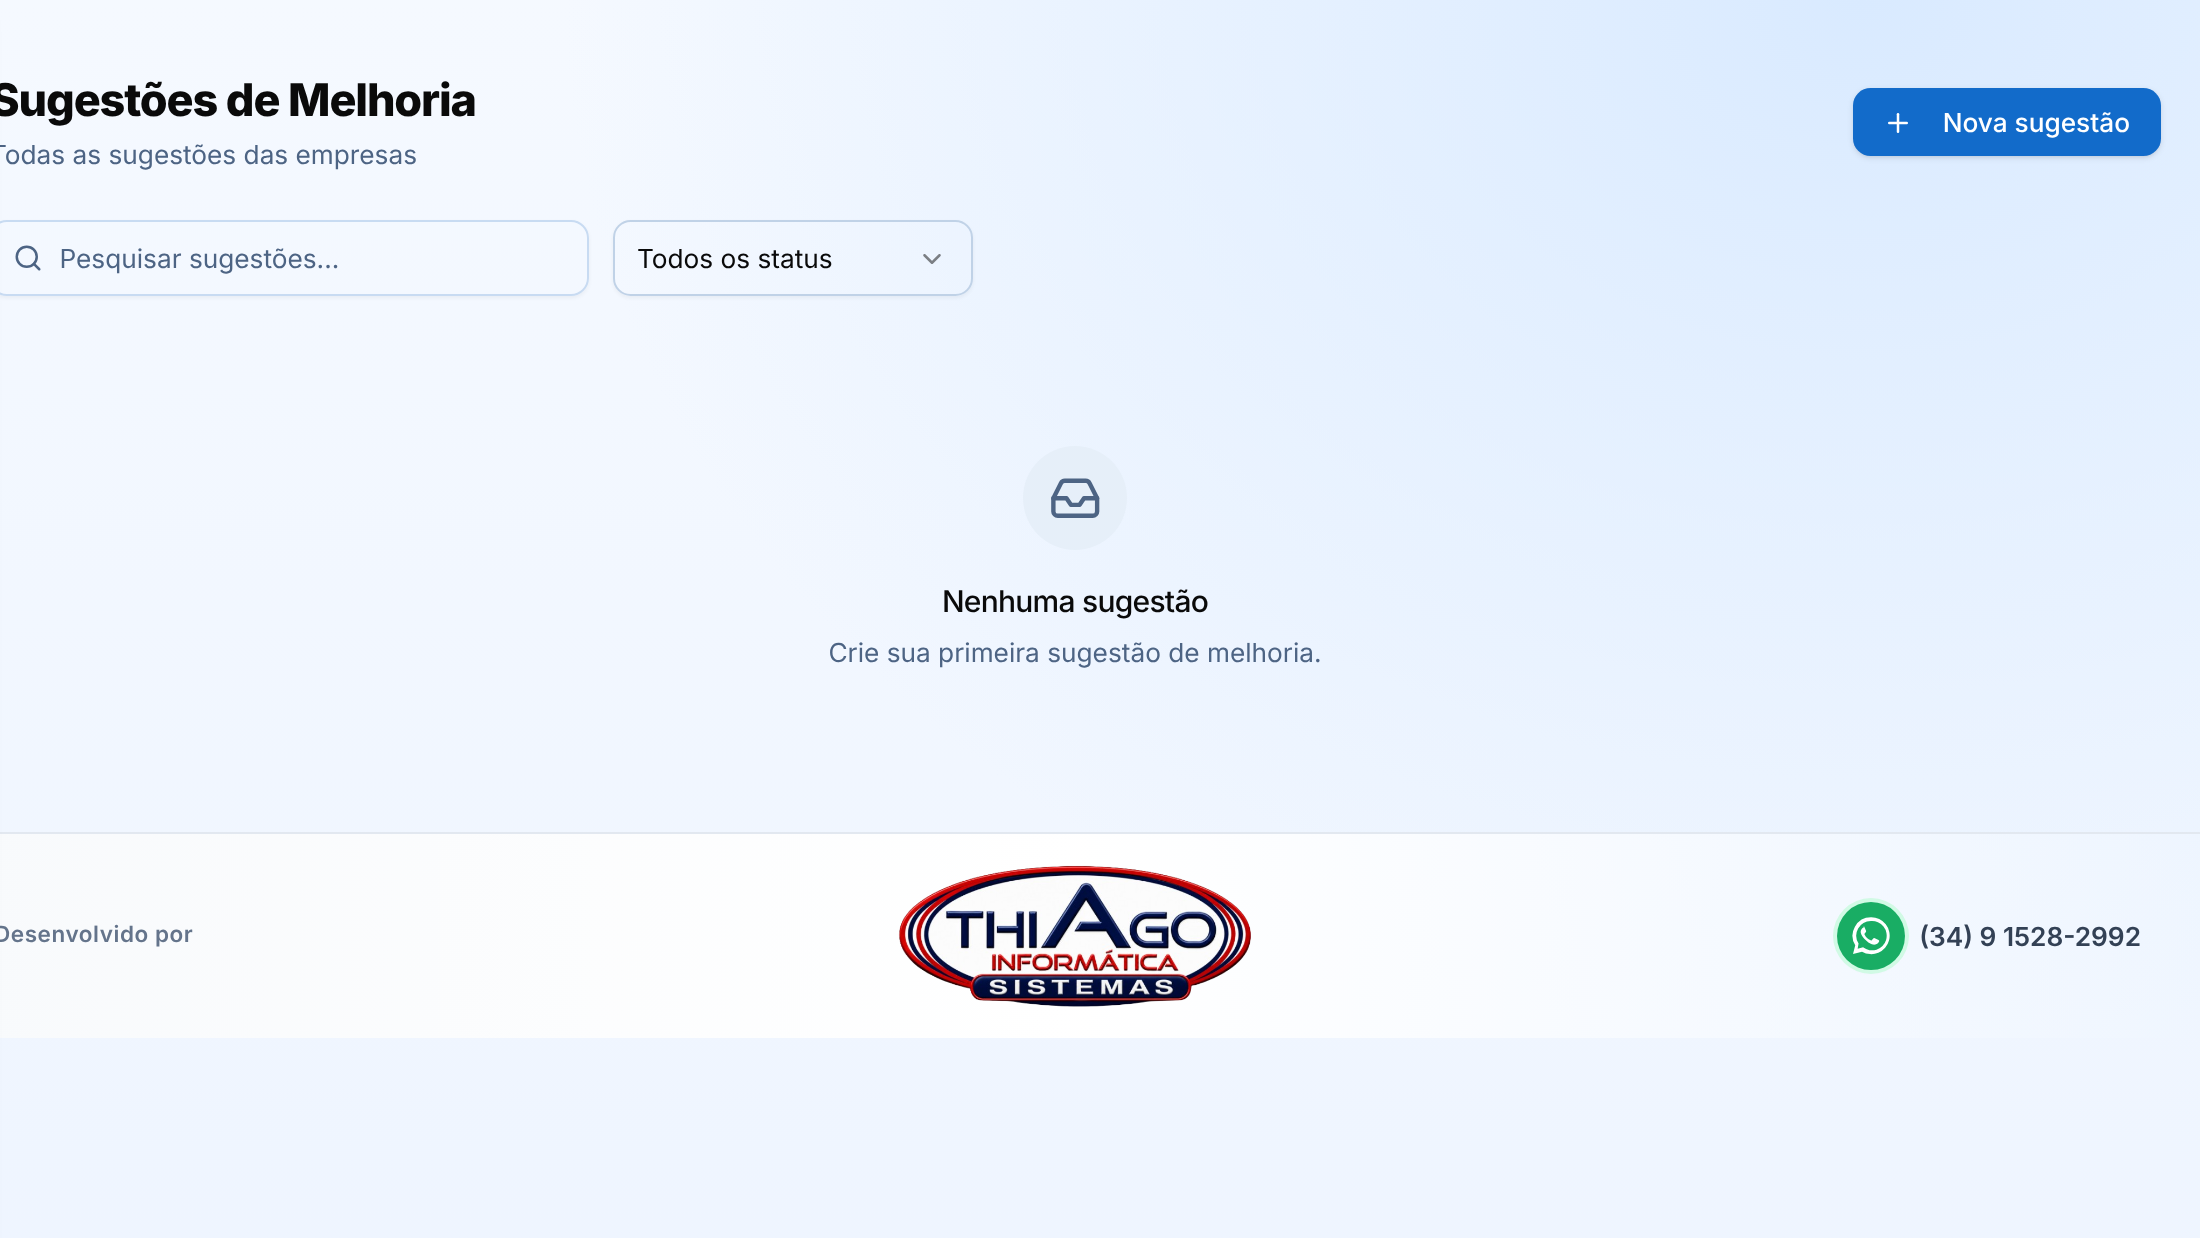 Sugestões de Melhoria
Todas as sugestões das empresas
Nova sugestão
Pesquisar sugestões...
Todos os status
Nenhuma sugestão
Crie sua primeira sugestão de melhoria.
Desenvolvido por
THIAGO
INFORMÁTICA
SISTEMAS
(34) 9 1528-2992